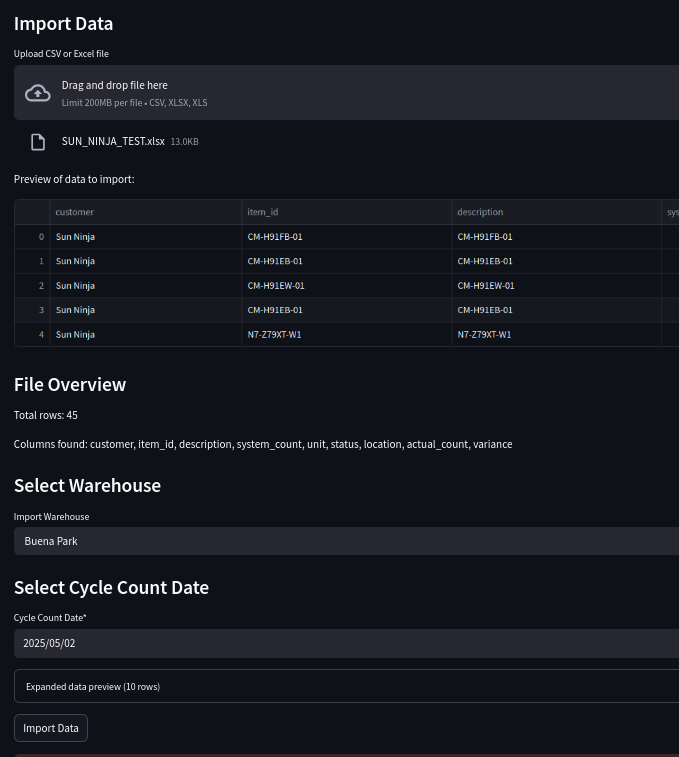 Import Data
Upload CSV or Excel file
Drag and drop file here
Limit 200MB per file • CSV, XLSX, XLS
SUN_NINJA_TEST.xlsx 13.0KB
Preview of data to import:
customer item_id description sys
0 Sun Ninja CM-H91FB-01 CM-H91FB-01
1 Sun Ninja CM-H91EB-01 CM-H91EB-01
2 Sun Ninja CM-H91EW-01 CM-H91EW-01
3 Sun Ninja CM-H91EB-01 CM-H91EB-01
4 Sun Ninja N7-Z79XT-W1 N7-Z79XT-W1
File Overview
Total rows: 45
Columns found: customer, item_id, description, system_count, unit, status, location, actual_count, variance
Select Warehouse
Import Warehouse
Buena Park
Select Cycle Count Date
Cycle Count Date*
2025/05/02
Expanded data preview (10 rows)
Import Data